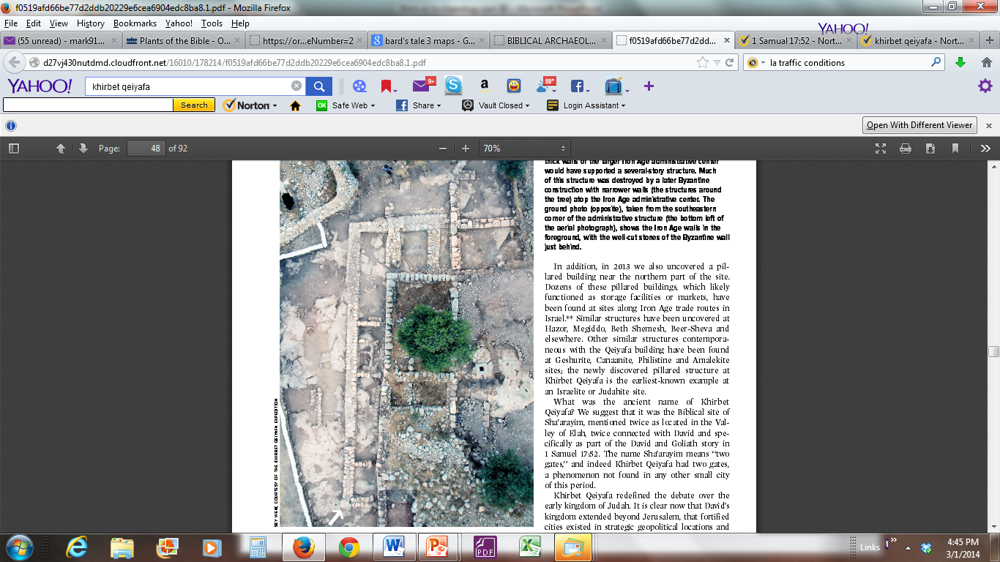 f0519afd66be77d2ddb20229e6cea6904edc8ba8.1.pdf - Mozilla Firefox
File Edit View History Bookmarks Yahoo! Tools Help
YAHOO!
(55 unread) - mark91...
Plants of the Bible - O...
https://or...eNumber=2
bard's tale 3 maps - G...
BIBLICAL ARCHAEOL...
f0519afd66be77d2dd...
1 Samual 17:52 - Nort...
khirbet qeiyafa - Nort...
d27vj430nutdmd.cloudfront.net/16010/178214/f0519afd66be77d2ddb20229e6cea6904edc8ba8.1.pdf
la traffic conditions
YAHOO! khirbet qeiyafa
9+
59°
Search Norton Safe Web Share Vault Closed Login Assistant
OK
Open With Different Viewer
Page: 48 of 92
70%
thick walls of the larger Iron Age administrative center
would have supported a several-story structure. Much
of this structure was destroyed by a later Byzantine
construction with narrower walls (the structures around
the tree) atop the Iron Age administrative center. The
ground photo (opposite), taken from the southeastern
corner of the administrative structure (the bottom left of
the aerial photograph), shows the Iron Age walls in the
foreground, with the well-cut stones of the Byzantine wall
just behind.
In addition, in 2013 we also uncovered a pil-
lared building near the northern part of the site.
Dozens of these pillared buildings, which likely
functioned as storage facilities or markets, have
been found at sites along Iron Age trade routes in
Israel.** Similar structures have been uncovered at
Hazor, Megiddo, Beth Shemesh, Beer-Sheva and
elsewhere. Other similar structures contempora-
neous with the Qeiyafa building have been found
at Geshurite, Canaanite, Philistine and Amalekite
sites; the newly discovered pillared structure at
Khirbet Qeiyafa is the earliest-known example at
an Israelite or Judahite site.
What was the ancient name of Khirbet
Qeiyafa? We suggest that it was the Biblical site of
Sha'arayim, mentioned twice as located in the Val-
ley of Elah, twice connected with David and spe-
cifically as part of the David and Goliath story in
1 Samuel 17:52. The name Sha'arayim means "two
gates," and indeed Khirbet Qeiyafa had two gates,
a phenomenon not found in any other small city
of this period.
Khirbet Qeiyafa redefined the debate over the
early kingdom of Judah. It is clear now that David's
kingdom extended beyond Jerusalem, that fortified
cities existed in strategic geopolitical locations and
SKY VIEW, COURTESY OF THE KHIRBET QEIYAFA EXPEDITION
PDF
Links
4:45 PM
3/1/2014